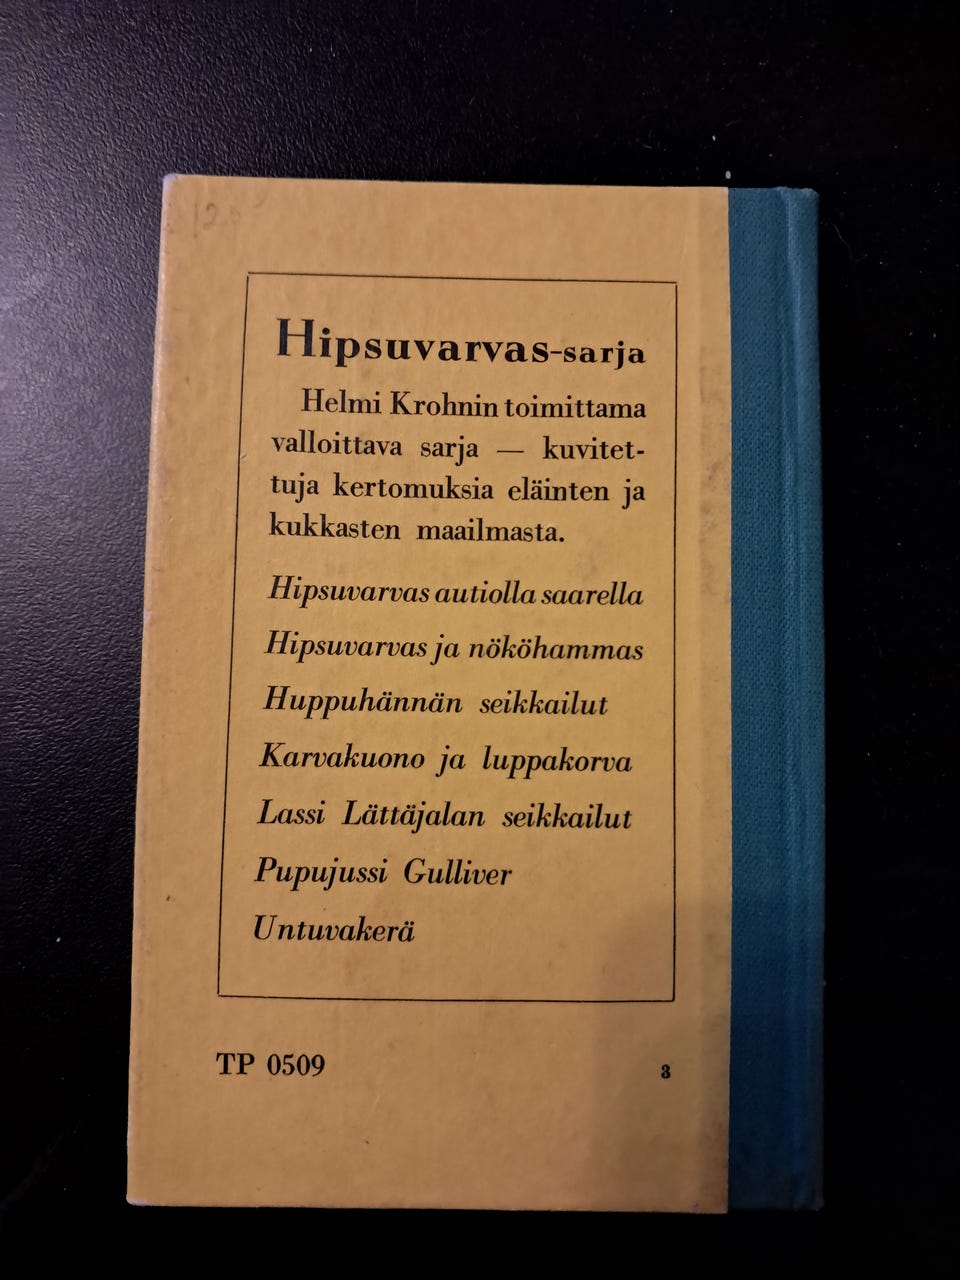 Hipsuvarvas-sarja
Helmi Krohnin toimittama
valloittava sarja — kuvitet-
tuja kertomuksia eläinten ja
kukkasten maailmasta.
Hipsuvarvas autiolla saarella
Hipsuvarvas ja nököhammas
Huppuhännän seikkailut
Karvakuono ja luppakorva
Lassi Lättäjalan seikkailut
Pupujussi Gulliver
Untuvakerä
TP 0509
3